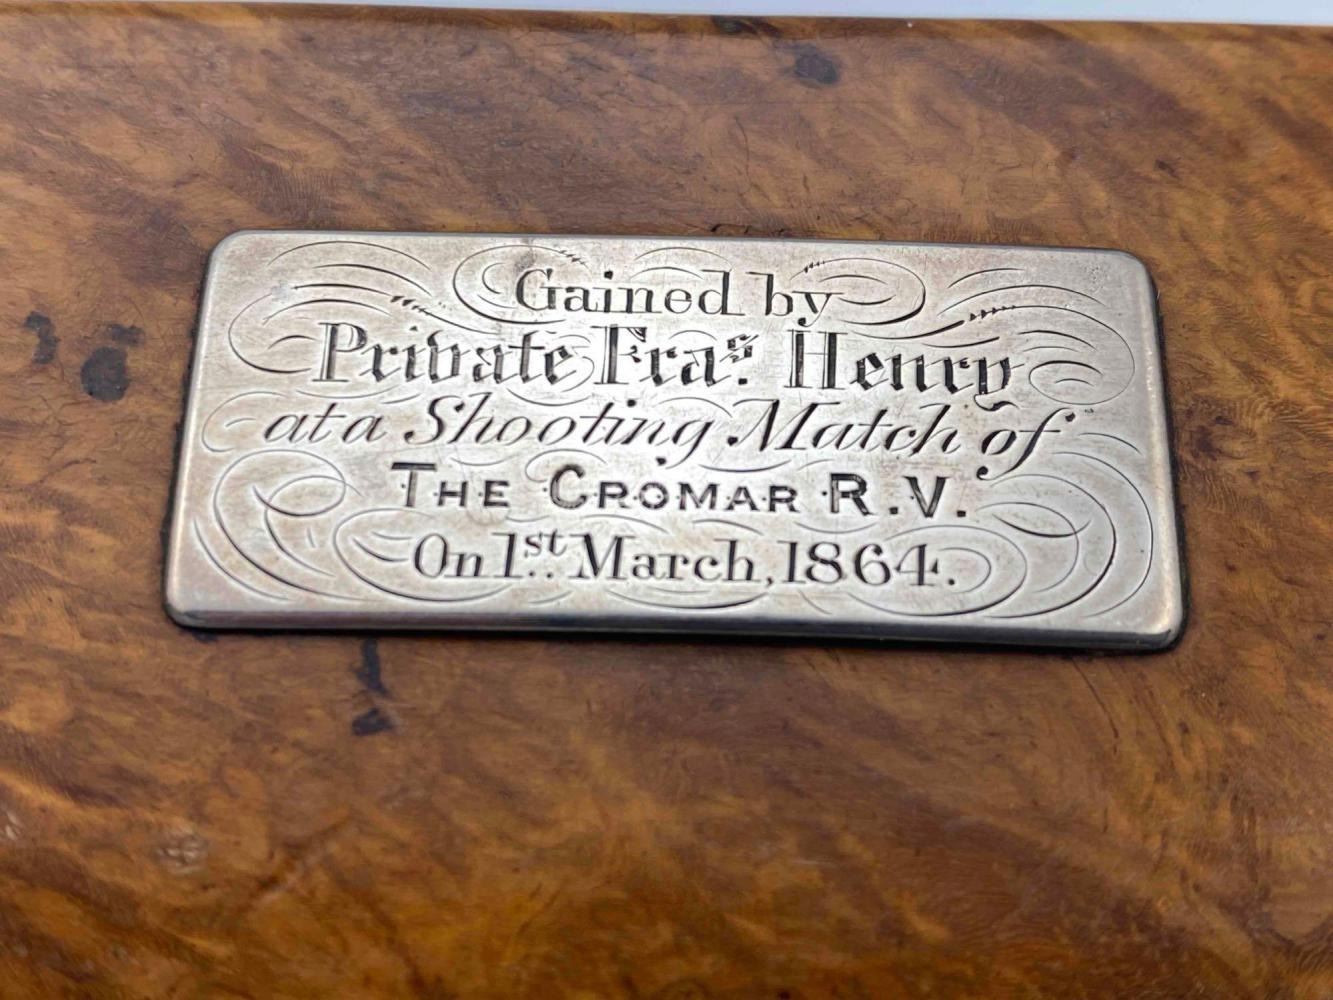 Gained by
Private Fraˢ. Henry
at a Shooting Match of
THE CROMAR R.V.
On 1ˢᵗ. March, 1864.